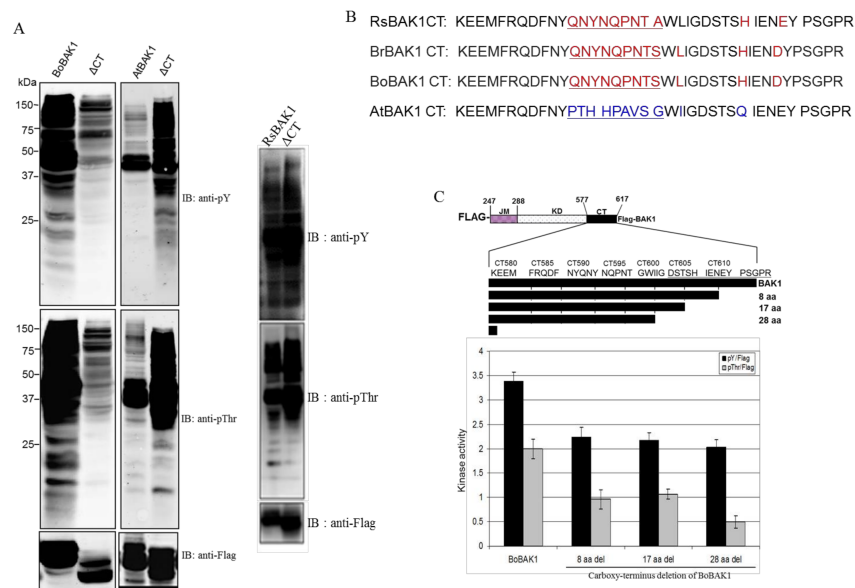 A
BoBAK1 ΔCT AtBAK1 ΔCT
kDa
150
75
50
37
25
IB: anti-pY
150
75
50
37
25
IB: anti-pThr
IB: anti-Flag
RsBAK1 ΔCT
IB : anti-pY
IB : anti-pThr
IB : anti-Flag
B
RsBAK1CT: KEEMFRQDFNYQNYNQPNT AWLIGDSTSH IENEY PSGPR
BrBAK1 CT: KEEMFRQDFNYQNYNQPNTSWLIGDSTSHIENDYPSGPR
BoBAK1 CT: KEEMFRQDFNYQNYNQPNTSWLIGDSTSHIENDYPSGPR
AtBAK1 CT: KEEMFRQDFNYPTH HPAVSG GWIIGDSTSQ IENEY PSGPR
C
247 288 577 617
JM KD CT
FLAG- Flag-BAK1
CT580 CT585 CT590 CT595 CT600 CT605 CT610
KEEM FRQDF NYQNY NQPNT GWIIG DSTSH IENEY PSGPR
BAK1
8 aa
17 aa
28 aa
Kinase activity
4
3.5
3
2.5
2
1.5
1
0.5
0
pY/Flag
pThr/Flag
BoBAK1 8 aa del 17 aa del 28 aa del
Carboxy-terminus deletion of BoBAK1